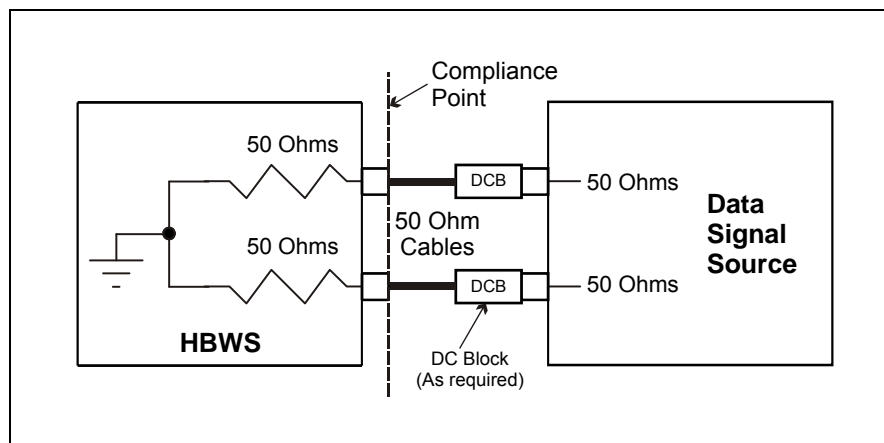 Compliance
Point
50 Ohms
DCB
50 Ohms
50 Ohm
Cables
Data
Signal
Source
50 Ohms
DCB
50 Ohms
HBWS
DC Block
(As required)